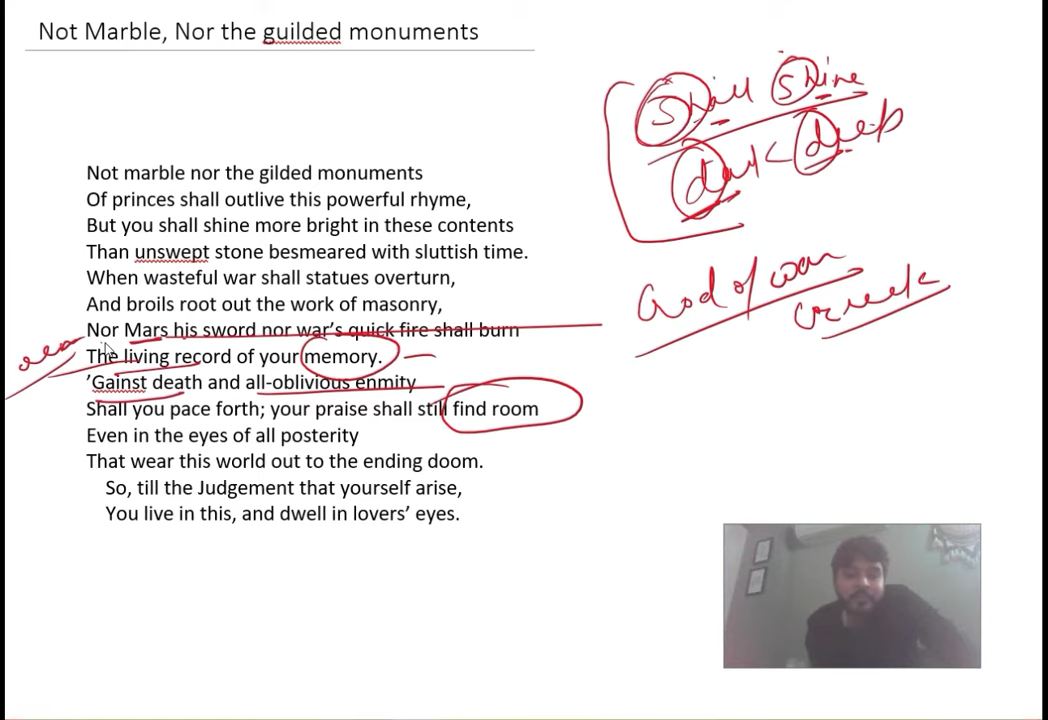 Not Marble, Nor the guilded monuments
shall shine
dark deep
God of war
Greek
Not marble nor the gilded monuments
Of princes shall outlive this powerful rhyme,
But you shall shine more bright in these contents
Than unswept stone besmeared with sluttish time.
When wasteful war shall statues overturn,
And broils root out the work of masonry,
Nor Mars his sword nor war’s quick fire shall burn
The living record of your memory.
’Gainst death and all-oblivious enmity
Shall you pace forth; your praise shall still find room
Even in the eyes of all posterity
That wear this world out to the ending doom.
So, till the Judgement that yourself arise,
You live in this, and dwell in lovers’ eyes.